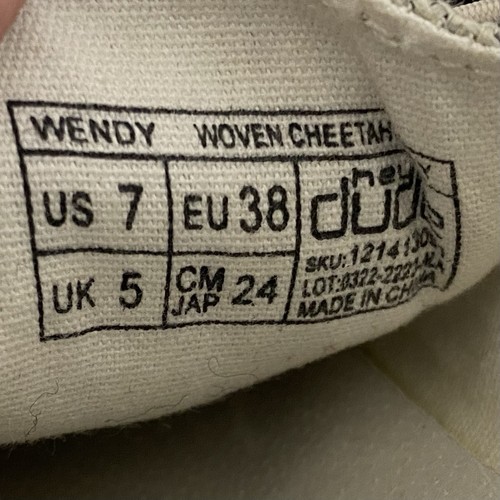 WENDY WOVEN CHEETAH
US 7 EU 38
hey dude
UK 5 CM JAP 24
MADE IN CHINA